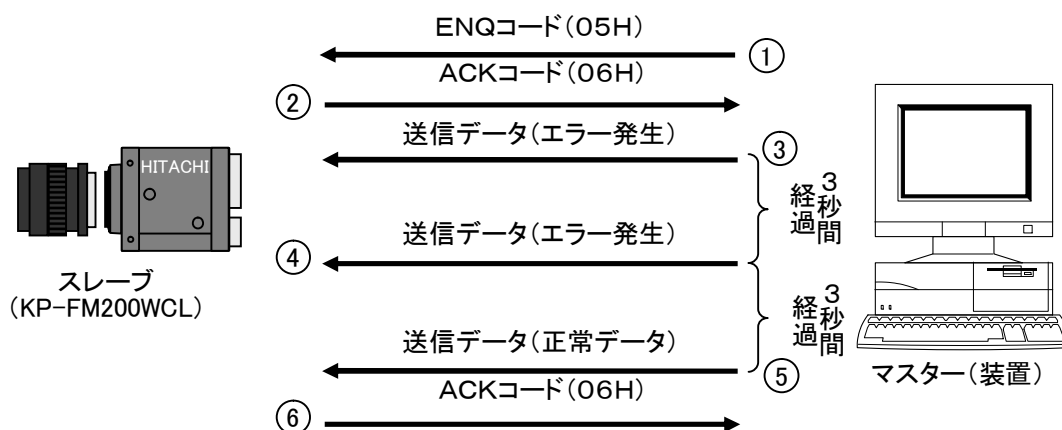 ENQコード(05H)
①
ACKコード(06H)
②
送信データ(エラー発生)
③
HITACHI
3秒間
経過
送信データ(エラー発生)
④
スレーブ
(KP-FM200WCL)
3秒間
経過
送信データ(正常データ)
⑤
マスター(装置)
ACKコード(06H)
⑥